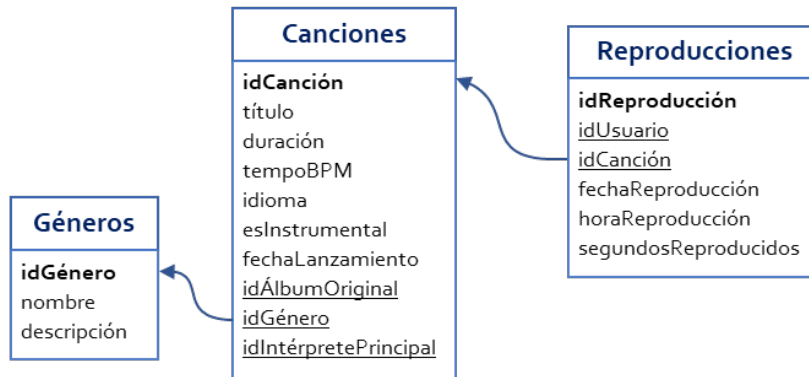 Canciones
idCanción
título
duración
tempoBPM
idioma
esInstrumental
fechaLanzamiento
idÁlbumOriginal
idGénero
idIntérpretePrincipal
Reproducciones
idReproducción
idUsuario
idCanción
fechaReproducción
horaReproducción
segundosReproducidos
Géneros
idGénero
nombre
descripción